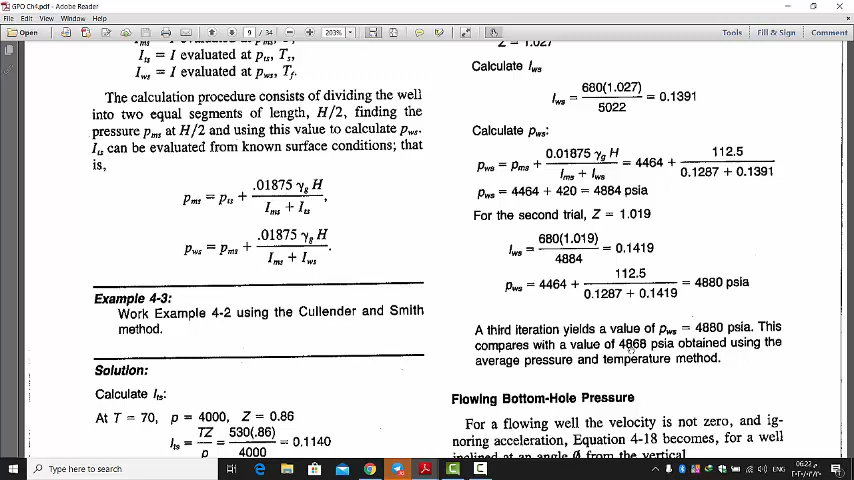 GPO Ch4.pdf - Adobe Reader
File Edit View Window Help
Open 9 / 34 203% Tools Fill & Sign Comment
I_ts = I evaluated at p_ts, T_s,
I_ws = I evaluated at p_ws, T_f.
The calculation procedure consists of dividing the well
into two equal segments of length, H/2, finding the
pressure p_ms at H/2 and using this value to calculate p_ws.
I_ts can be evaluated from known surface conditions; that
is,
p_ms = p_ts + .01875 γ_g H / (I_ms + I_ts),
p_ws = p_ms + .01875 γ_g H / (I_ms + I_ws).
Example 4-3:
Work Example 4-2 using the Cullender and Smith
method.
Solution:
Calculate I_ts:
At T = 70, p = 4000, Z = 0.86
I_ts = TZ / p = 530(.86) / 4000 = 0.1140
Z = 1.027
Calculate I_ws
I_ws = 680(1.027) / 5022 = 0.1391
Calculate p_ws:
p_ws = p_ms + 0.01875 γ_g H / (I_ms + I_ws) = 4464 + 112.5 / (0.1287 + 0.1391)
p_ws = 4464 + 420 = 4884 psia
For the second trial, Z = 1.019
I_ws = 680(1.019) / 4884 = 0.1419
p_ws = 4464 + 112.5 / (0.1287 + 0.1419) = 4880 psia
A third iteration yields a value of p_ws = 4880 psia. This
compares with a value of 4868 psia obtained using the
average pressure and temperature method.
Flowing Bottom-Hole Pressure
For a flowing well the velocity is not zero, and ig-
noring acceleration, Equation 4-18 becomes, for a well
inclined at an angle Ø from the vertical
Type here to search
ENG
06:22 م